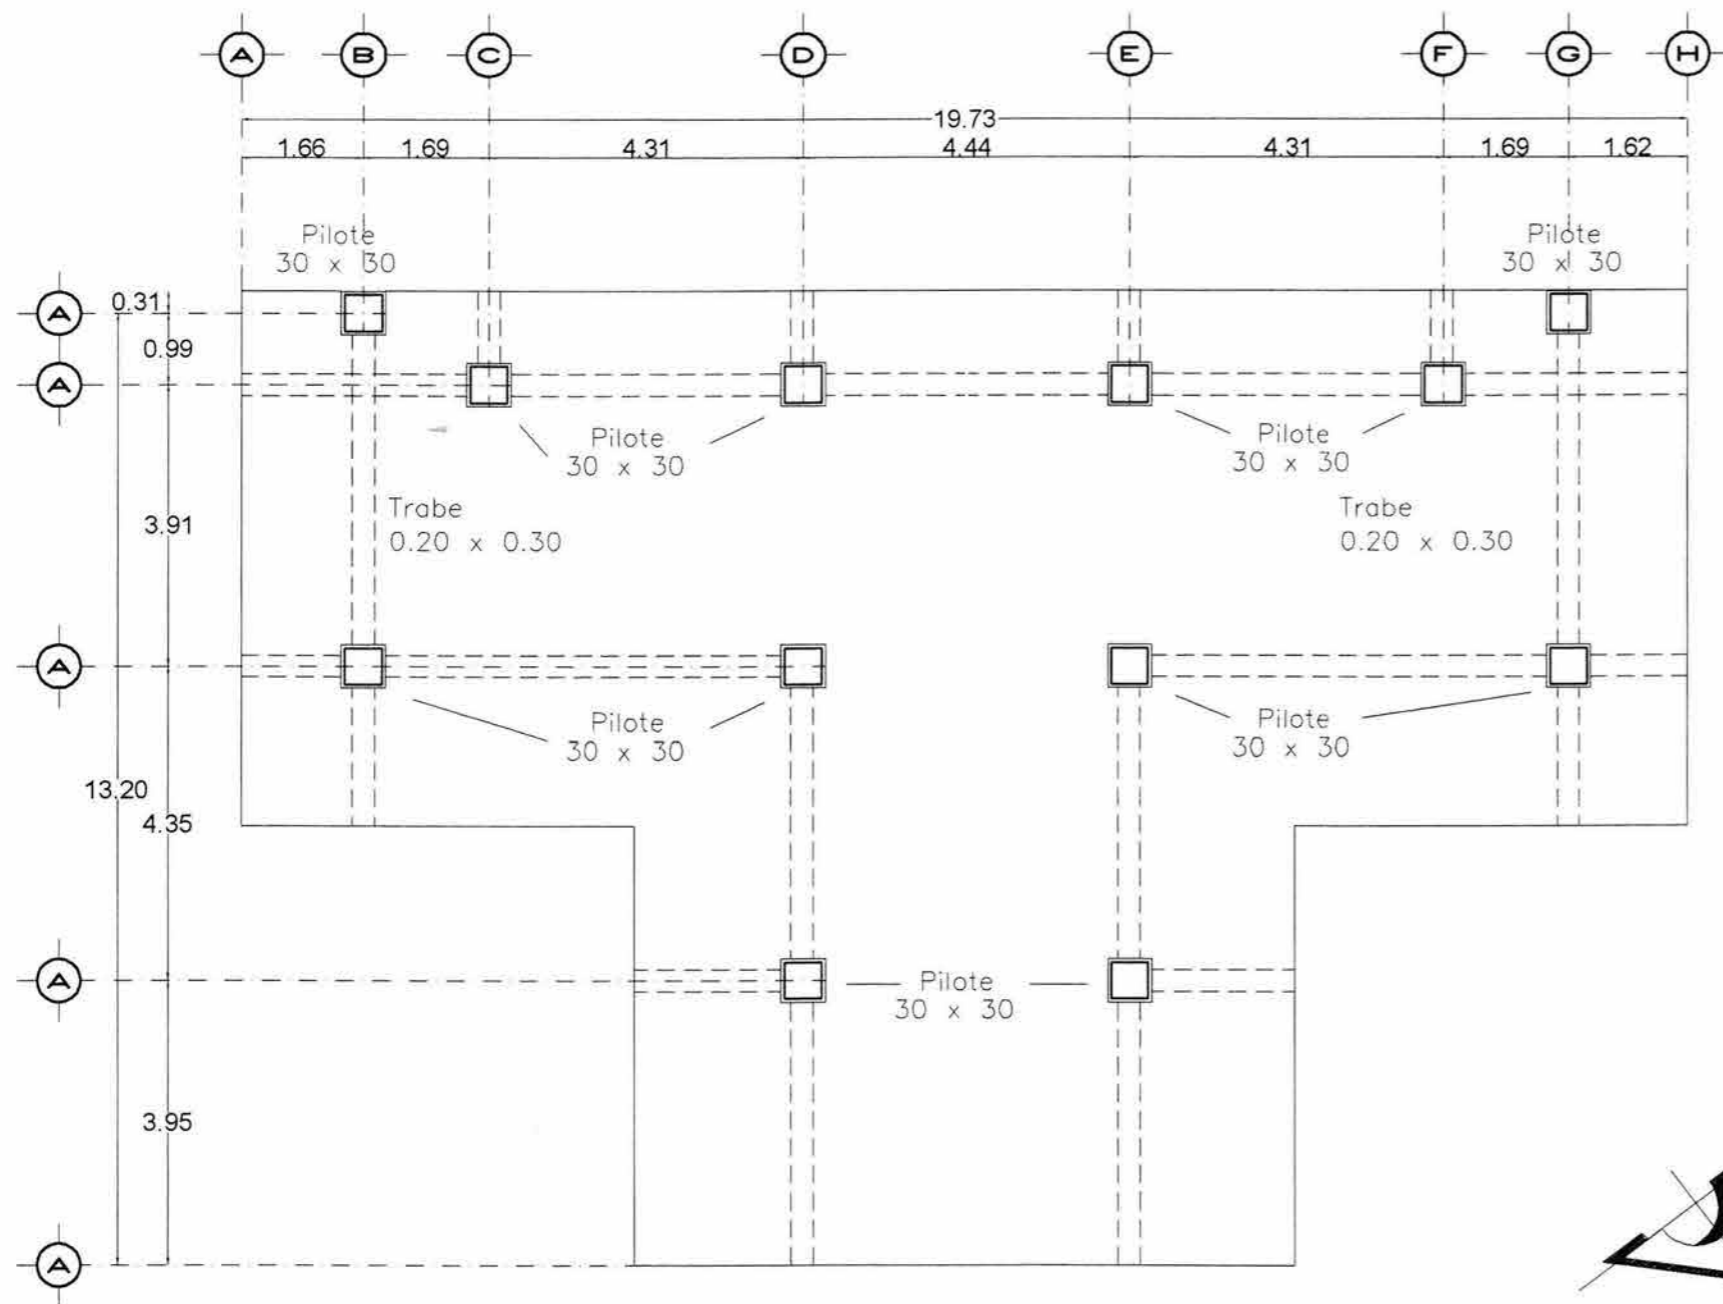 A
B
C
D
E
F
G
H
19.73
1.66
1.69
4.31
4.44
4.31
1.69
1.62
Pilote
30 x 30
Pilote
30 x 30
A
0.31
0.99
A
Pilote
30 x 30
Pilote
30 x 30
3.91
Trabe
0.20 x 0.30
Trabe
0.20 x 0.30
A
Pilote
30 x 30
Pilote
30 x 30
13.20
4.35
A
Pilote
30 x 30
3.95
A